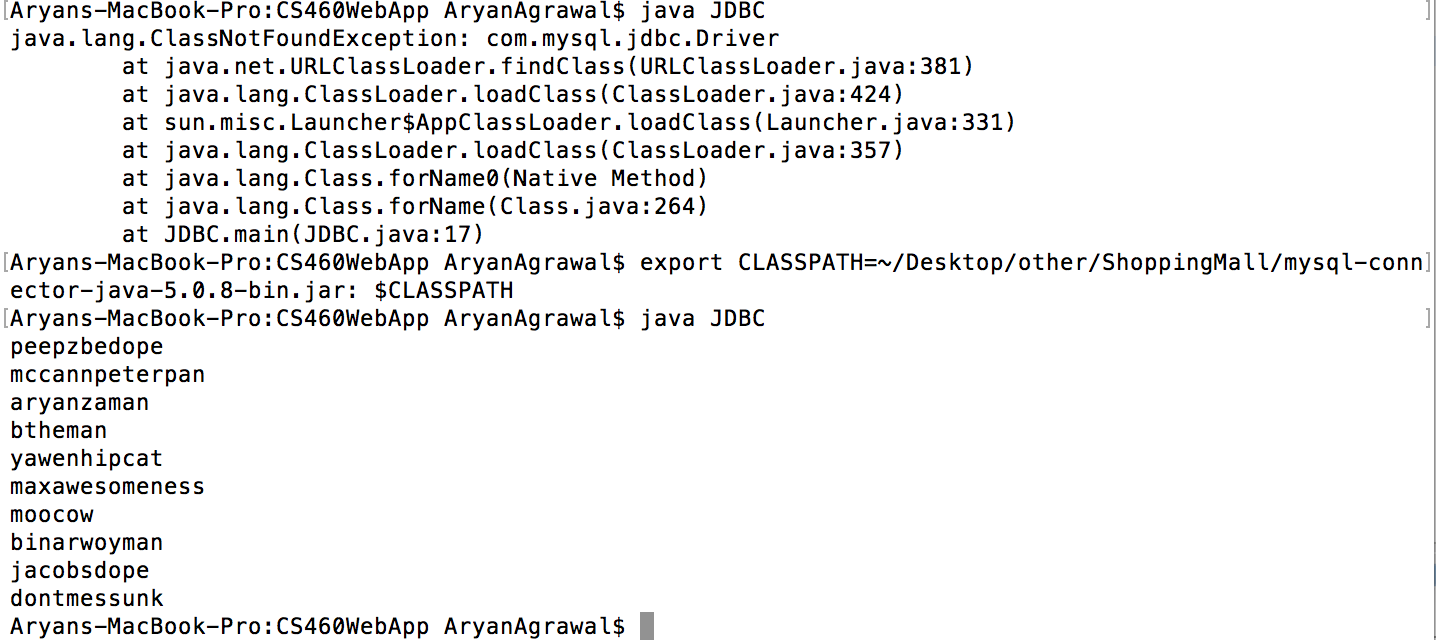 [Aryans-MacBook-Pro:CS460WebApp AryanAgrawal$ java JDBC ]
java.lang.ClassNotFoundException: com.mysql.jdbc.Driver
        at java.net.URLClassLoader.findClass(URLClassLoader.java:381)
        at java.lang.ClassLoader.loadClass(ClassLoader.java:424)
        at sun.misc.Launcher$AppClassLoader.loadClass(Launcher.java:331)
        at java.lang.ClassLoader.loadClass(ClassLoader.java:357)
        at java.lang.Class.forName0(Native Method)
        at java.lang.Class.forName(Class.java:264)
        at JDBC.main(JDBC.java:17)
[Aryans-MacBook-Pro:CS460WebApp AryanAgrawal$ export CLASSPATH=~/Desktop/other/ShoppingMall/mysql-conn]
ector-java-5.0.8-bin.jar: $CLASSPATH
[Aryans-MacBook-Pro:CS460WebApp AryanAgrawal$ java JDBC ]
peepzbedope
mccannpeterpan
aryanzaman
btheman
yawenhipcat
maxawesomeness
moocow
binarwoyman
jacobsdope
dontmessunk
Aryans-MacBook-Pro:CS460WebApp AryanAgrawal$